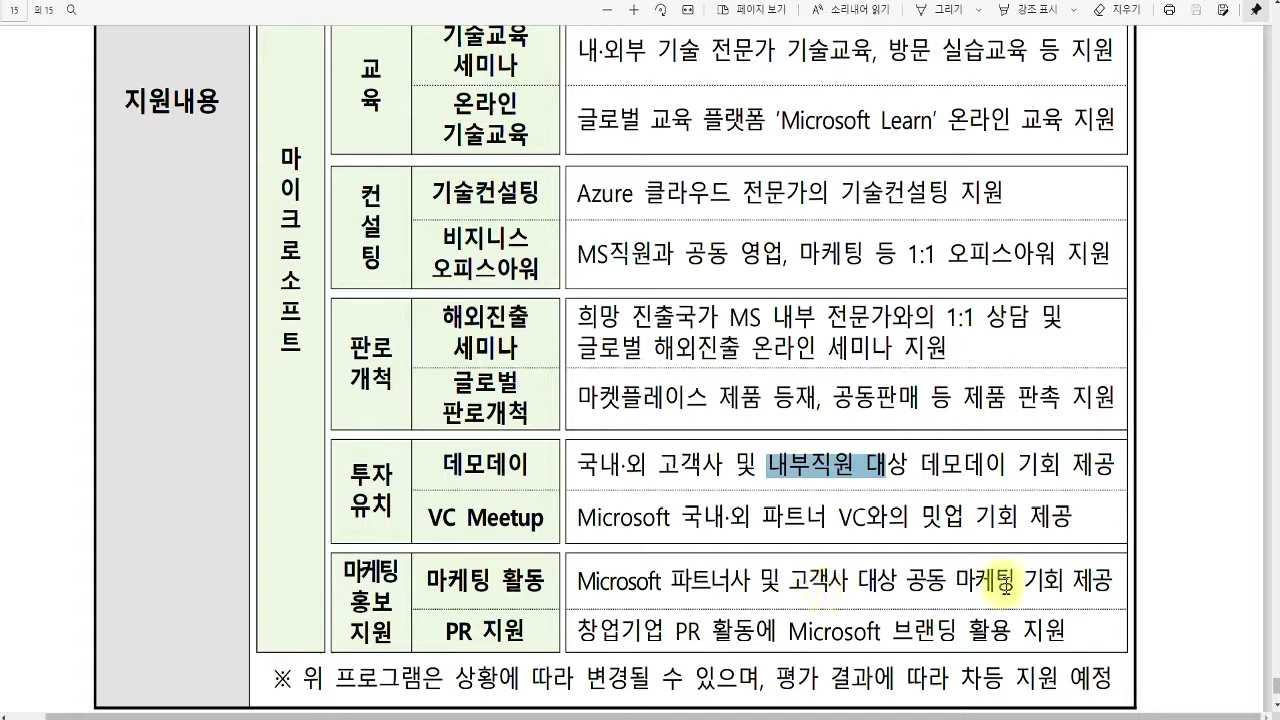 15 의 15 페이지 보기 소리내어 읽기 그리기 강조 표시 지우기
지원내용
마이크로소프트
교육
기술교육
세미나
내·외부 기술 전문가 기술교육, 방문 실습교육 등 지원
온라인
기술교육
글로벌 교육 플랫폼 ‘Microsoft Learn’ 온라인 교육 지원
컨설팅
기술컨설팅
Azure 클라우드 전문가의 기술컨설팅 지원
비지니스
오피스아워
MS직원과 공동 영업, 마케팅 등 1:1 오피스아워 지원
판로
개척
해외진출
세미나
희망 진출국가 MS 내부 전문가와의 1:1 상담 및
글로벌 해외진출 온라인 세미나 지원
글로벌
판로개척
마켓플레이스 제품 등재, 공동판매 등 제품 판촉 지원
투자
유치
데모데이
국내·외 고객사 및 내부직원 대상 데모데이 기회 제공
VC Meetup
Microsoft 국내·외 파트너 VC와의 밋업 기회 제공
마케팅
홍보
지원
마케팅 활동
Microsoft 파트너사 및 고객사 대상 공동 마케팅 기회 제공
PR 지원
창업기업 PR 활동에 Microsoft 브랜딩 활용 지원
※ 위 프로그램은 상황에 따라 변경될 수 있으며, 평가 결과에 따라 차등 지원 예정